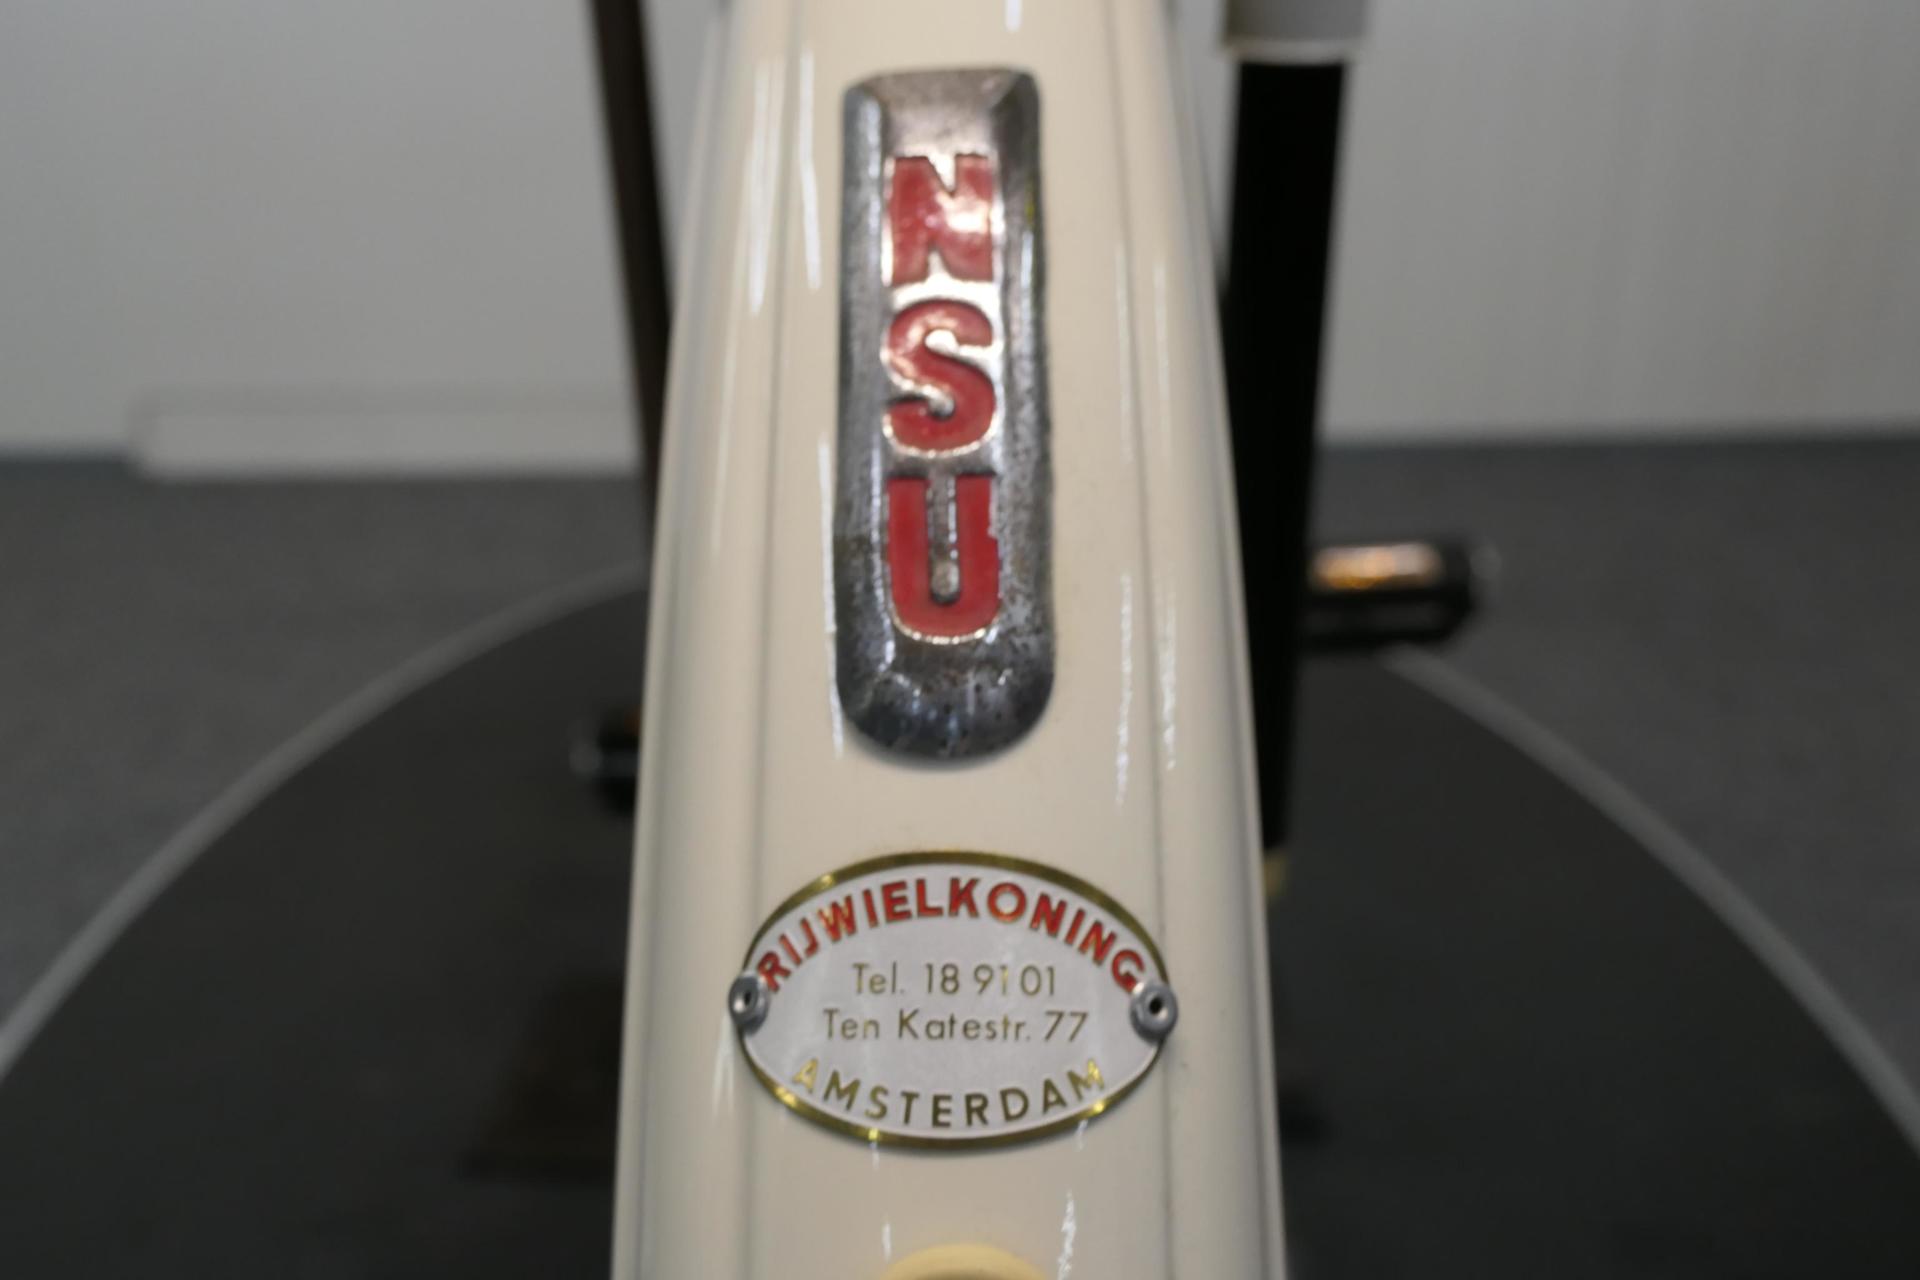 NSU
RIJWIELKONING
Tel. 18 91 01
Ten Katestr. 77
AMSTERDAM